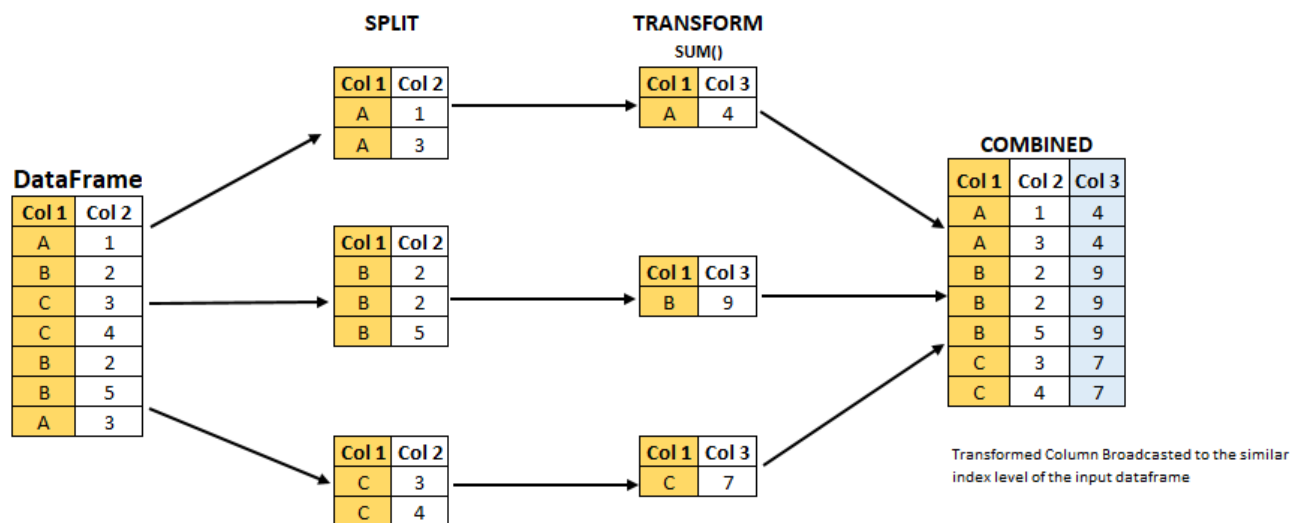 SPLIT
TRANSFORM
SUM()
Col 1 Col 2
A 1
A 3
Col 1 Col 3
A 4
DataFrame
Col 1 Col 2
A 1
B 2
C 3
C 4
B 2
B 5
A 3
Col 1 Col 2
B 2
B 2
B 5
Col 1 Col 3
B 9
Col 1 Col 2
C 3
C 4
Col 1 Col 3
C 7
COMBINED
Col 1 Col 2 Col 3
A 1 4
A 3 4
B 2 9
B 2 9
B 5 9
C 3 7
C 4 7
Transformed Column Broadcasted to the similar
index level of the input dataframe